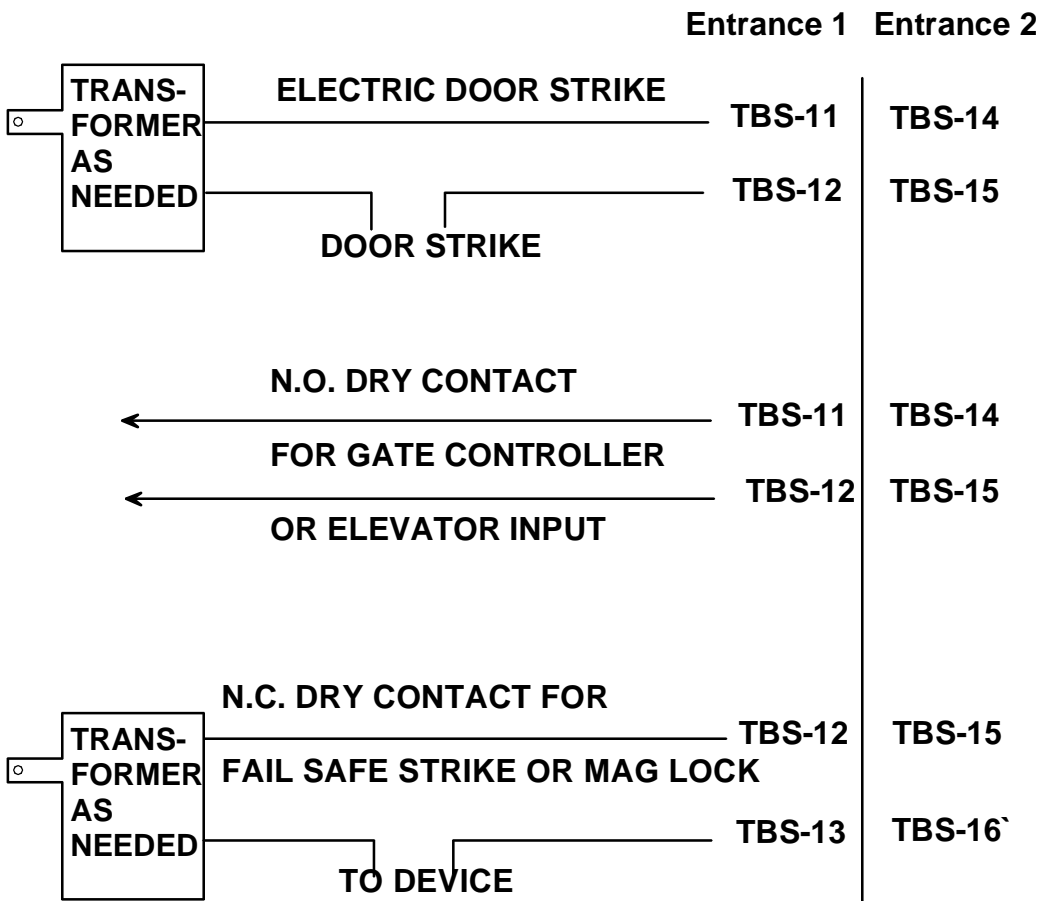 Entrance 1 Entrance 2
TRANS-
FORMER
AS
NEEDED
ELECTRIC DOOR STRIKE
TBS-11 TBS-14
TBS-12 TBS-15
DOOR STRIKE
N.O. DRY CONTACT
TBS-11 TBS-14
FOR GATE CONTROLLER
TBS-12 TBS-15
OR ELEVATOR INPUT
N.C. DRY CONTACT FOR
TRANS-
FORMER
AS
NEEDED
TBS-12 TBS-15
FAIL SAFE STRIKE OR MAG LOCK
TBS-13 TBS-16`
TO DEVICE